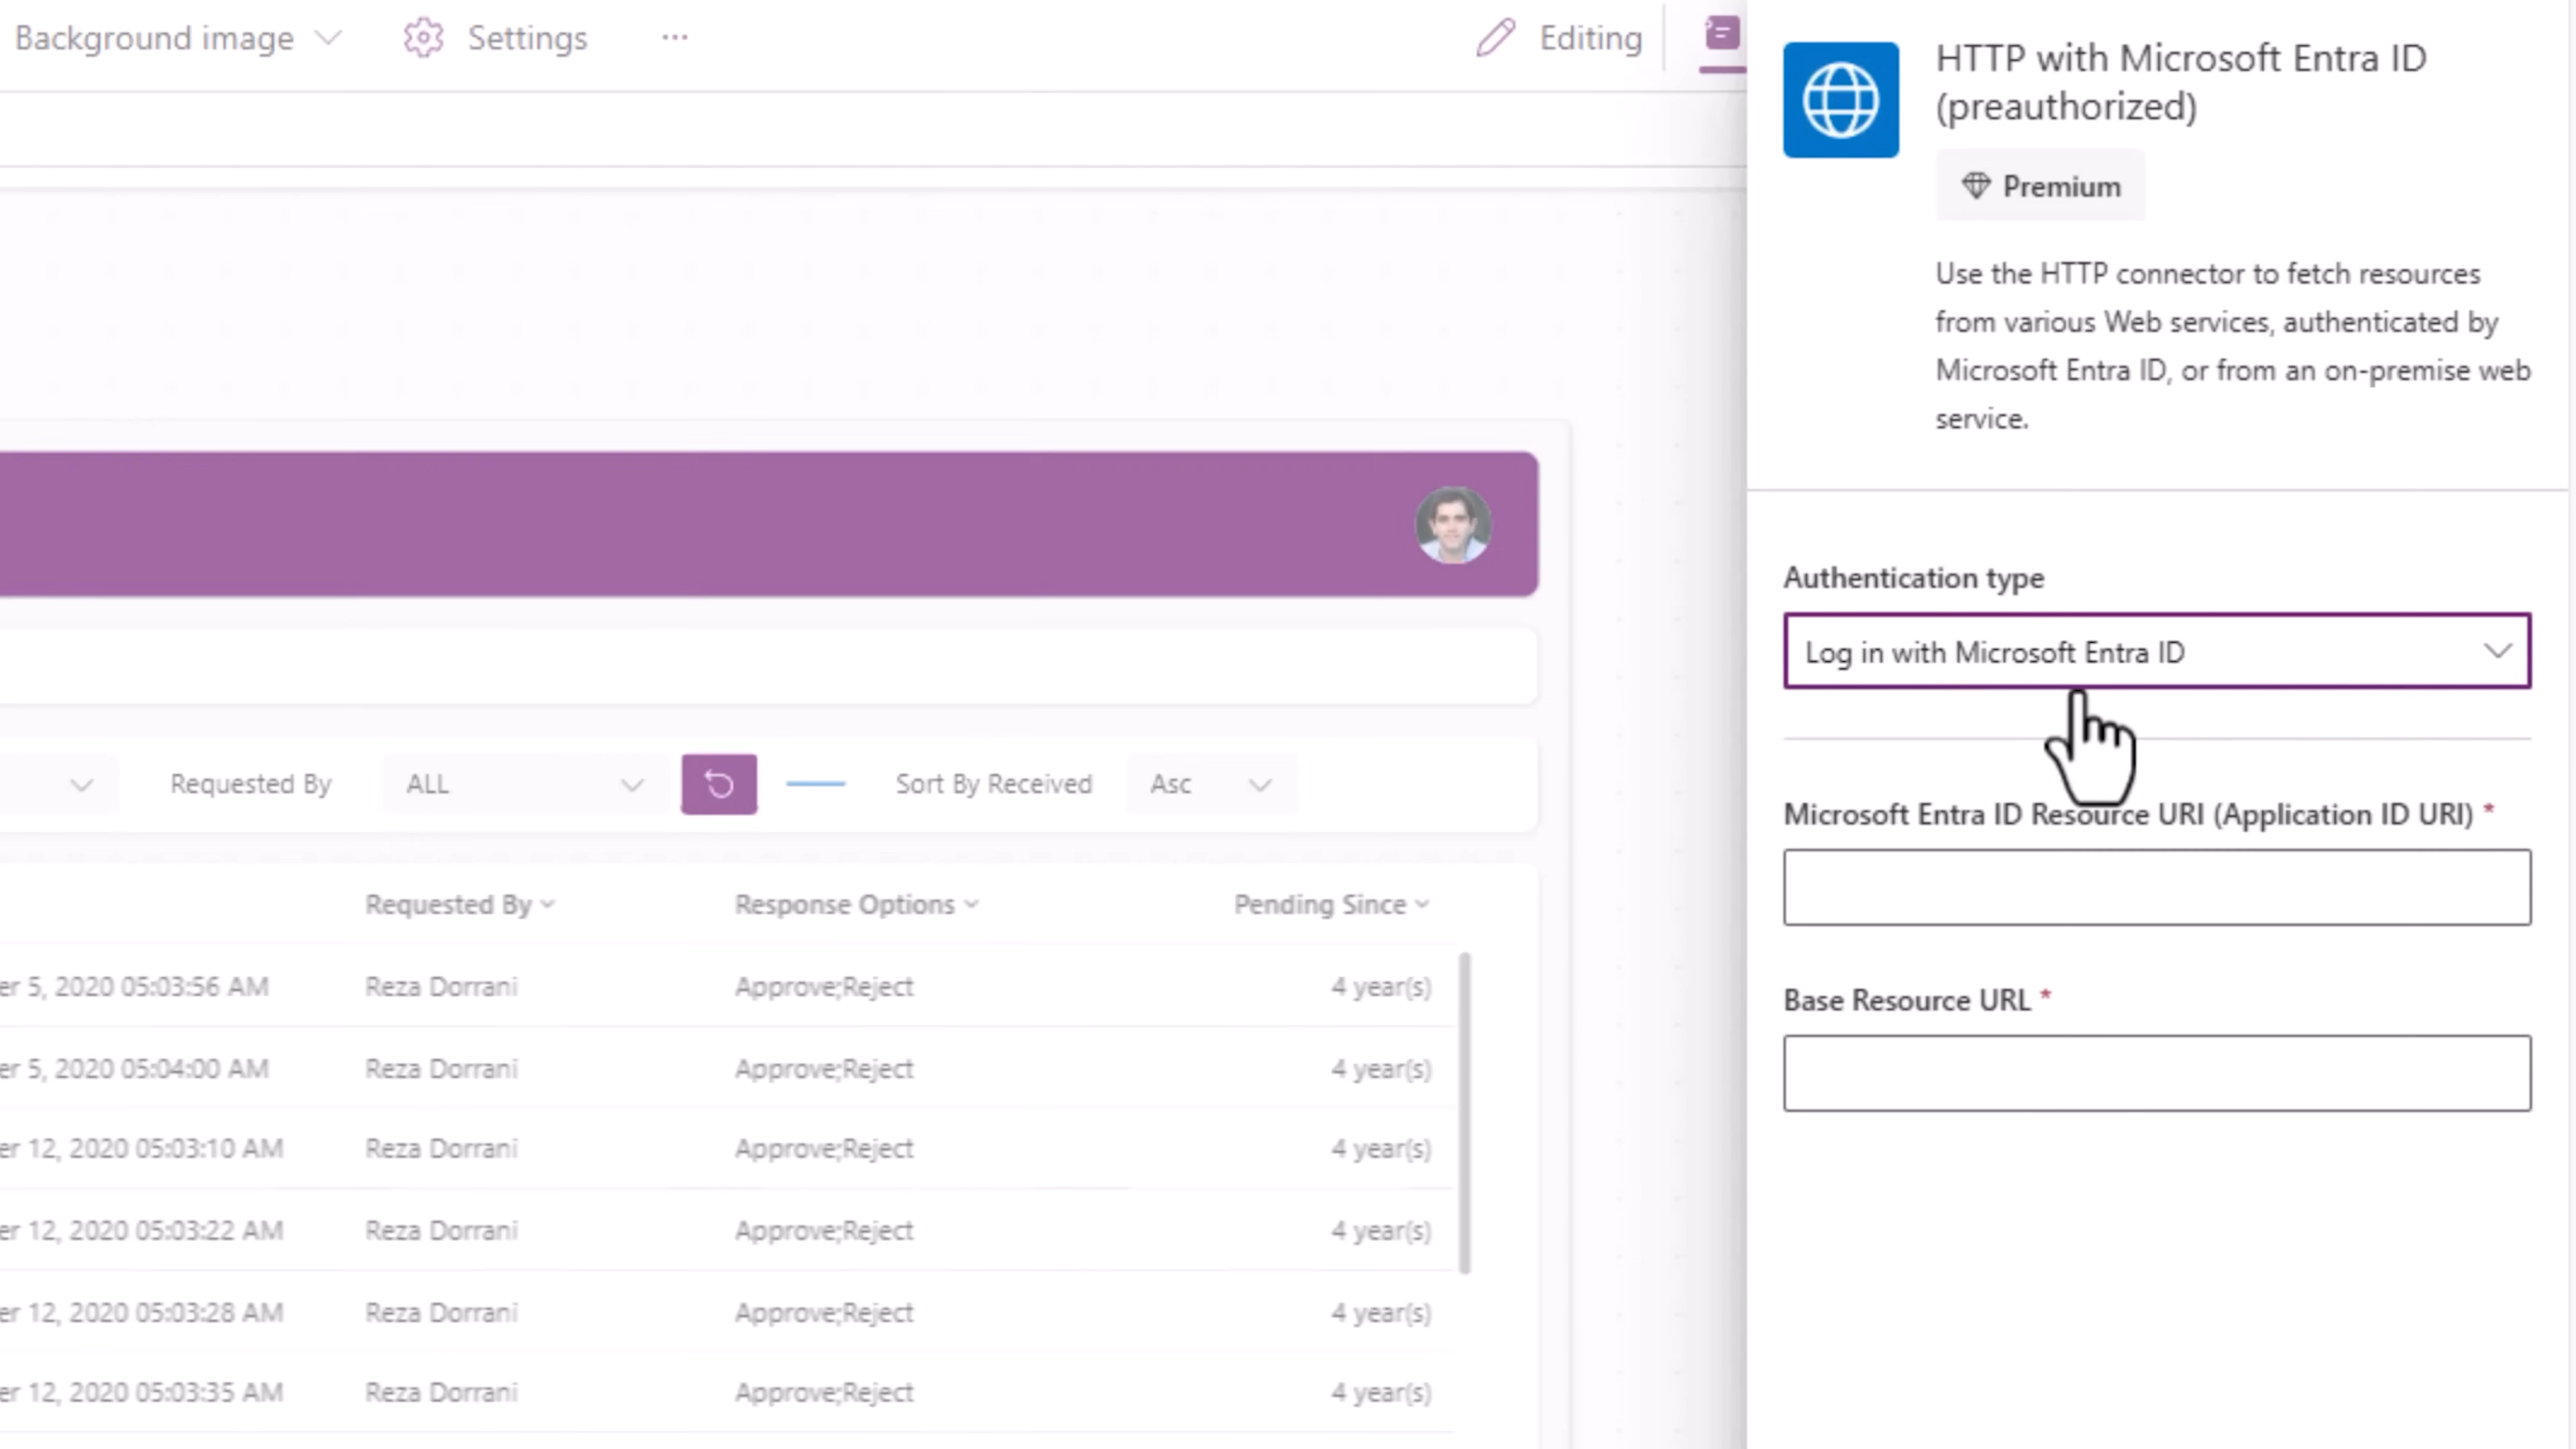 Background image
Settings
...
Editing
HTTP with Microsoft Entra ID
(preauthorized)
Premium
Use the HTTP connector to fetch resources
from various Web services, authenticated by
Microsoft Entra ID, or from an on-premise web
service.
Authentication type
Log in with Microsoft Entra ID
Microsoft Entra ID Resource URI (Application ID URI) *
Base Resource URL *
Requested By ALL Sort By Received Asc
Requested By Response Options Pending Since
er 5, 2020 05:03:56 AM Reza Dorrani Approve;Reject 4 year(s)
er 5, 2020 05:04:00 AM Reza Dorrani Approve;Reject 4 year(s)
er 12, 2020 05:03:10 AM Reza Dorrani Approve;Reject 4 year(s)
er 12, 2020 05:03:22 AM Reza Dorrani Approve;Reject 4 year(s)
er 12, 2020 05:03:28 AM Reza Dorrani Approve;Reject 4 year(s)
er 12, 2020 05:03:35 AM Reza Dorrani Approve;Reject 4 year(s)